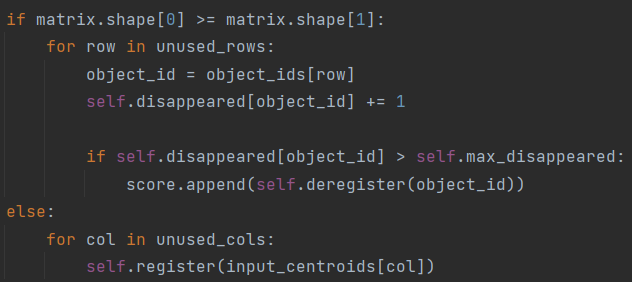 if matrix.shape[0] >= matrix.shape[1]:
    for row in unused_rows:
        object_id = object_ids[row]
        self.disappeared[object_id] += 1

        if self.disappeared[object_id] > self.max_disappeared:
            score.append(self.deregister(object_id))
else:
    for col in unused_cols:
        self.register(input_centroids[col])